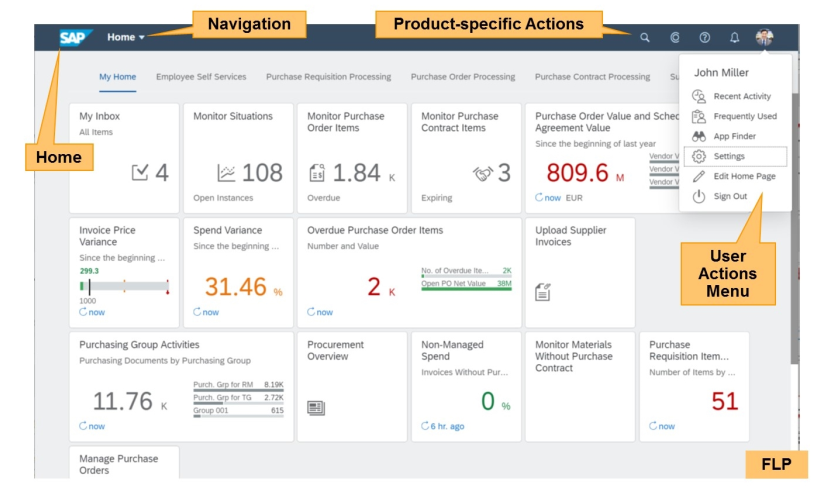 Navigation
Product-specific Actions
SAP
Home
My Home
Employee Self Services
Purchase Requisition Processing
Purchase Order Processing
Purchase Contract Processing
Su
John Miller
Recent Activity
Frequently Used
App Finder
Settings
Edit Home Page
Sign Out
Home
User
Actions
Menu
My Inbox
All Items
4
Monitor Situations
108
Open Instances
Monitor Purchase
Order Items
1.84 K
Overdue
Monitor Purchase
Contract Items
3
Expiring
Purchase Order Value and Sched
Agreement Value
Since the beginning of last year
809.6 M
now EUR
Vendor V
Vendor V
Vendor V
Invoice Price
Variance
Since the beginning ...
299.3
1000
now
Spend Variance
Since the beginning ...
31.46 %
now
Overdue Purchase Order Items
Number and Value
2 K
now
No. of Overdue Ite... 2K
Open PO Net Value 38M
Upload Supplier
Invoices
Purchasing Group Activities
Purchasing Documents by Purchasing Group
11.76 K
now
Purch. Grp for RM 8.19K
Purch. Grp for TG 2.72K
Group 001 615
Procurement
Overview
Non-Managed
Spend
Invoices Without Pur...
0 %
6 hr. ago
Monitor Materials
Without Purchase
Contract
Purchase
Requisition Item...
Number of Items by ...
51
now
Manage Purchase
Orders
FLP